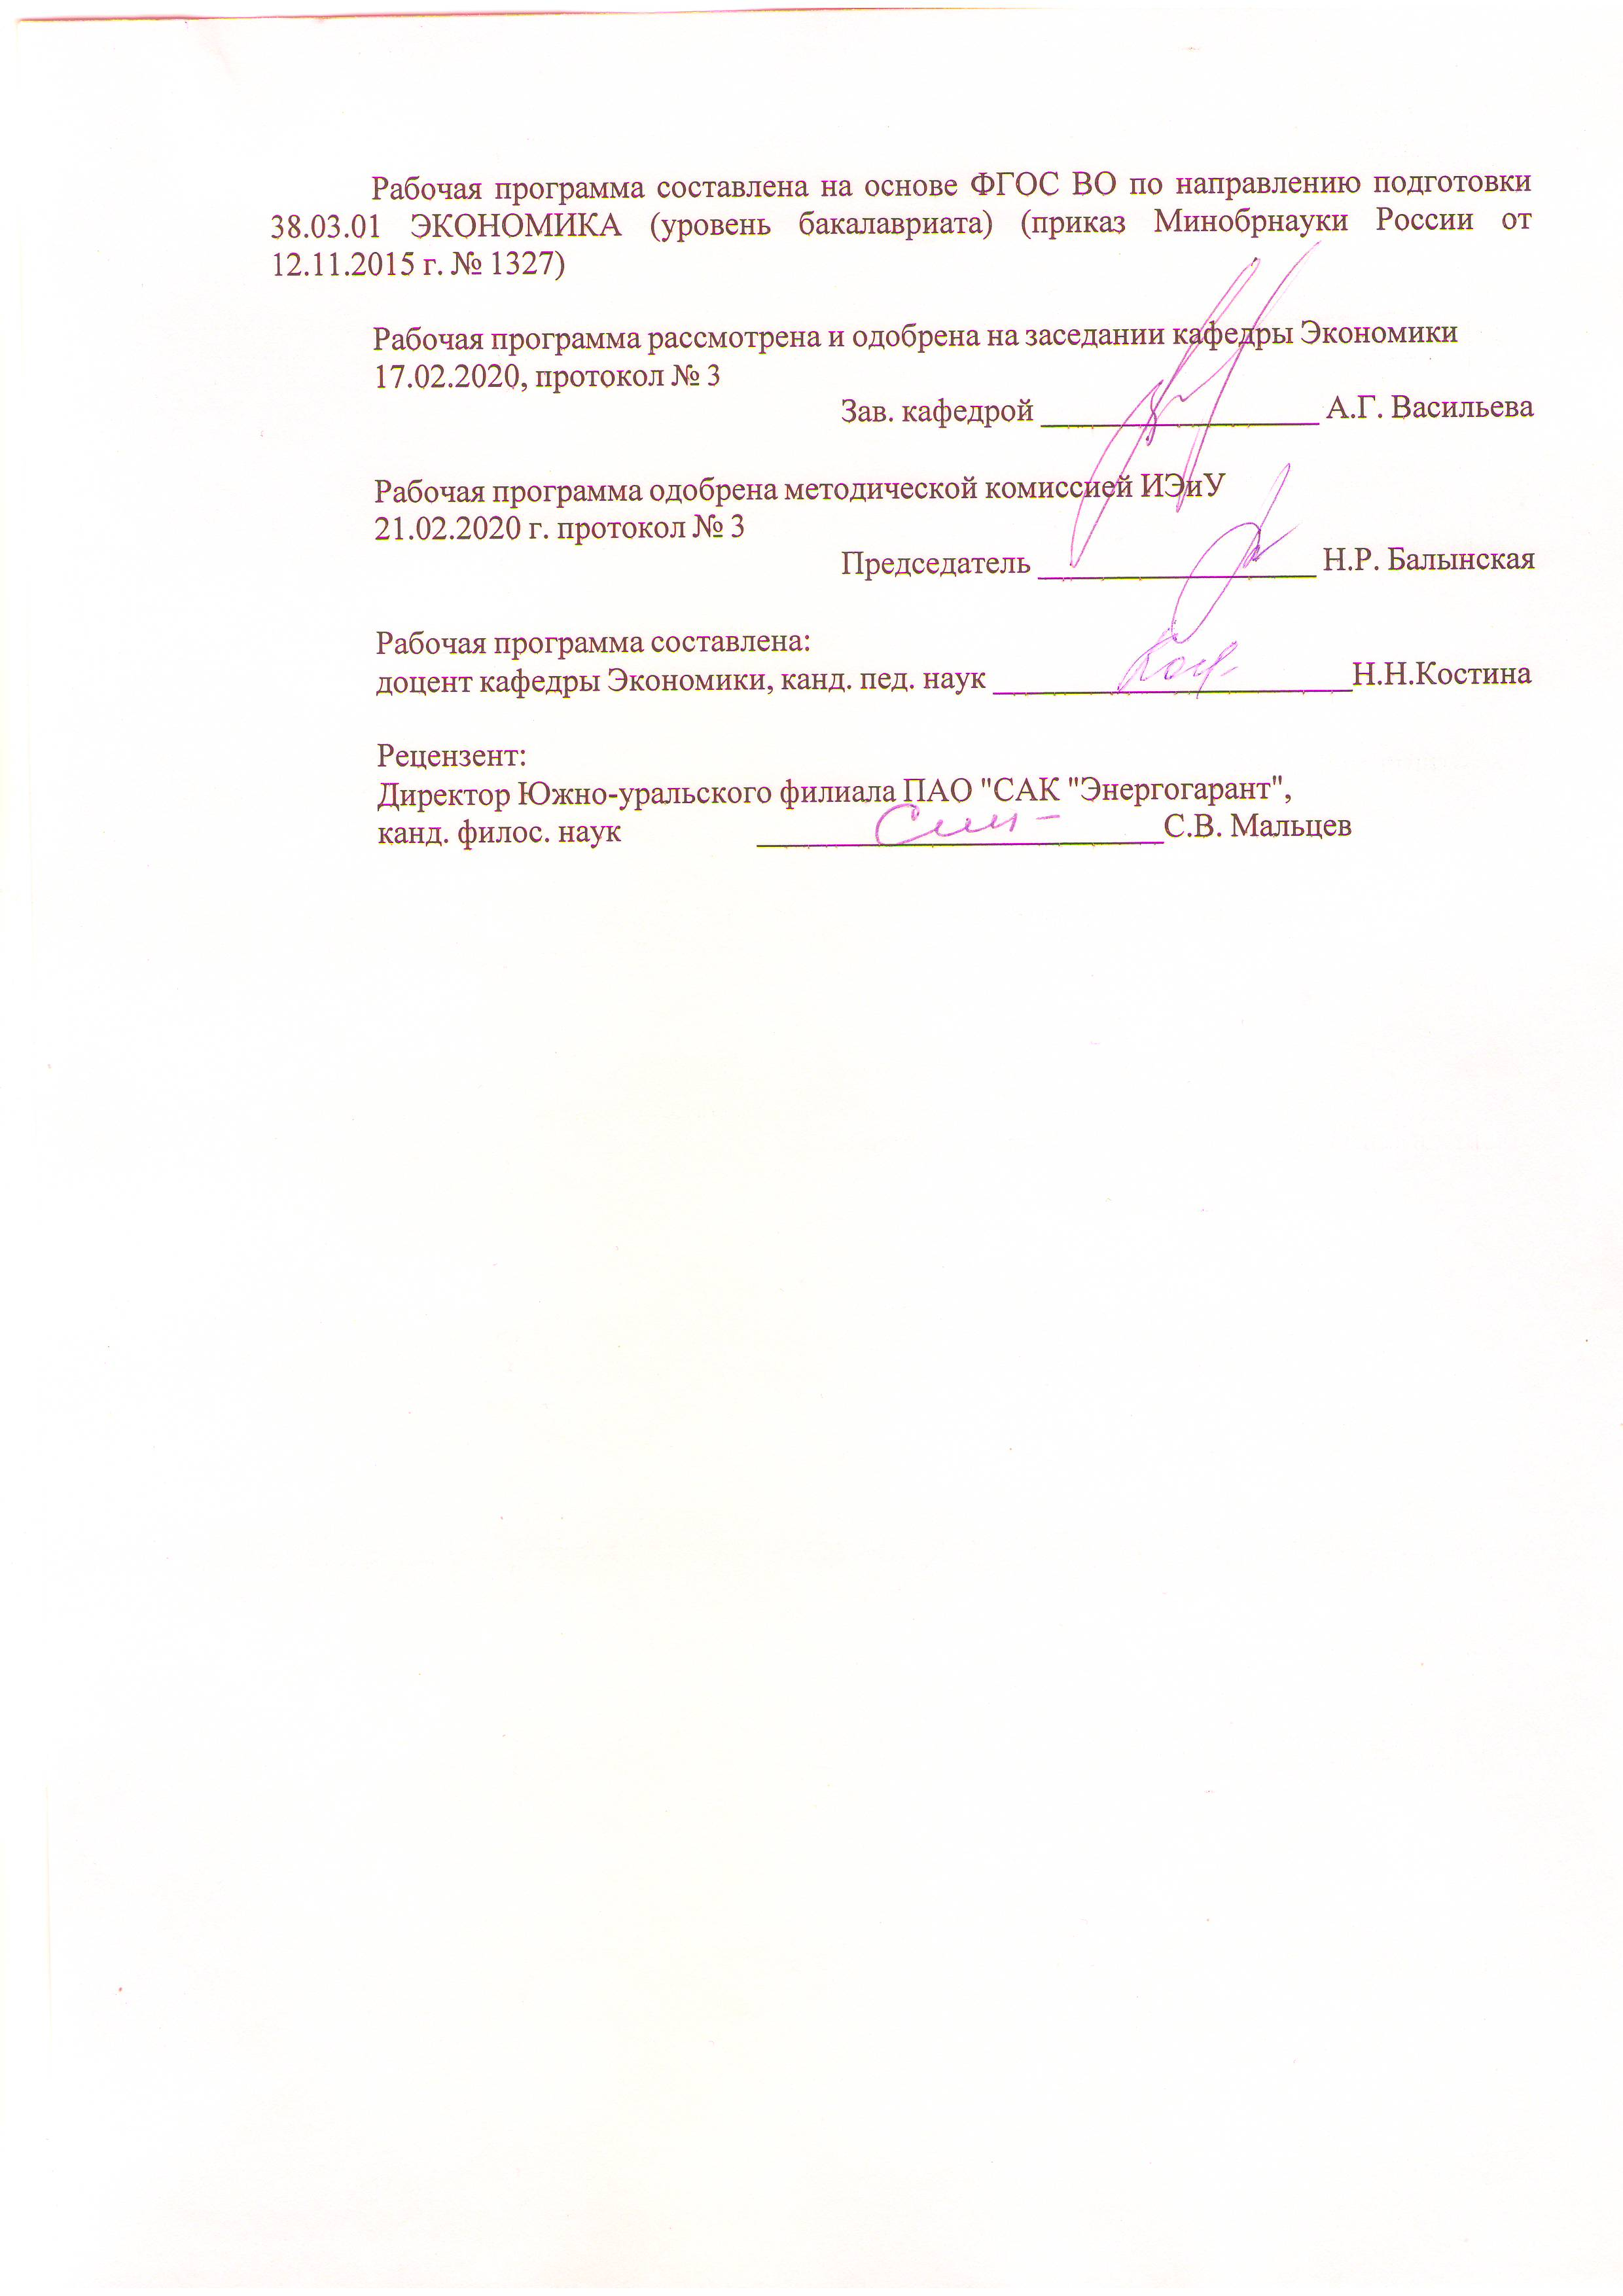 Рабочая программа составлена на основе ФГОС ВО по направлению подготовки
38.03.01 ЭКОНОМИКА (уровень бакалавриата) (приказ Минобрнауки России от
12.11.2015 г. № 1327)
Рабочая программа рассмотрена и одобрена на заседании кафедры Экономики
17.02.2020, протокол № 3
Зав. кафедрой ____________________ А.Г. Васильева
Рабочая программа одобрена методической комиссией ИЭиУ
21.02.2020 г. протокол № 3
Председатель ____________________ Н.Р. Балынская
Рабочая программа составлена:
доцент кафедры Экономики, канд. пед. наук _________________________Н.Н.Костина
Рецензент:
Директор Южно-уральского филиала ПАО "САК "Энергогарант",
канд. филос. наук _____________________________С.В. Мальцев